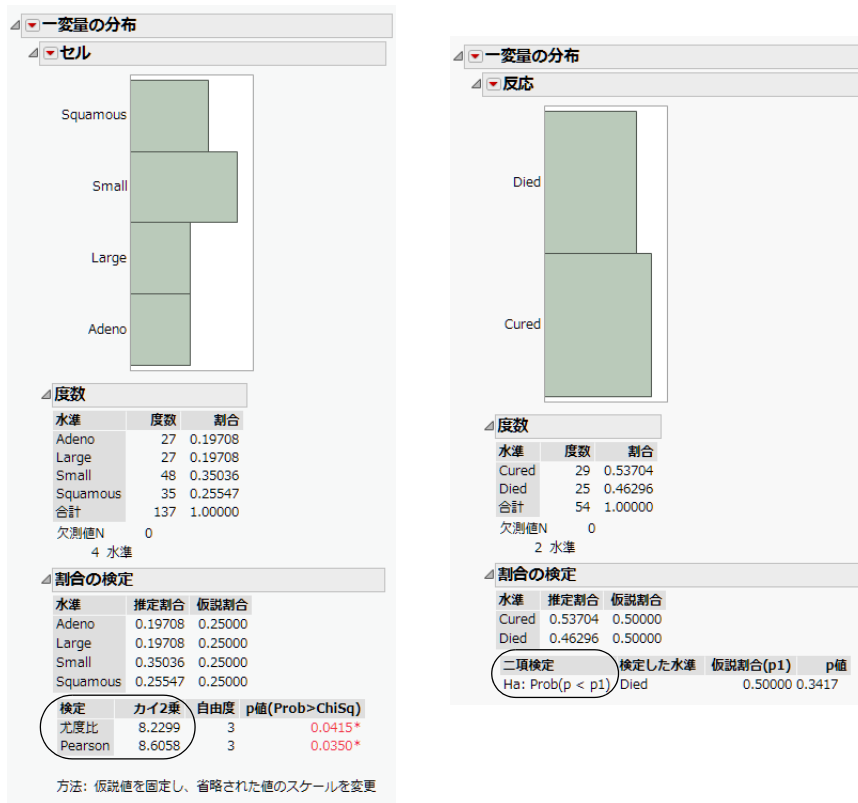 一変量の分布
セル
Squamous
Small
Large
Adeno
度数
水準 度数 割合
Adeno 27 0.19708
Large 27 0.19708
Small 48 0.35036
Squamous 35 0.25547
合計 137 1.00000
欠測値N 0
4 水準
割合の検定
水準 推定割合 仮説割合
Adeno 0.19708 0.25000
Large 0.19708 0.25000
Small 0.35036 0.25000
Squamous 0.25547 0.25000
検定 カイ2乗 自由度 p値(Prob>ChiSq)
尤度比 8.2299 3 0.0415*
Pearson 8.6058 3 0.0350*
方法: 仮説値を固定し、省略された値のスケールを変更
一変量の分布
反応
Died
Cured
度数
水準 度数 割合
Cured 29 0.53704
Died 25 0.46296
合計 54 1.00000
欠測値N 0
2 水準
割合の検定
水準 推定割合 仮説割合
Cured 0.53704 0.50000
Died 0.46296 0.50000
二項検定 検定した水準 仮説割合(p1) p値
Ha: Prob(p < p1) Died 0.50000 0.3417